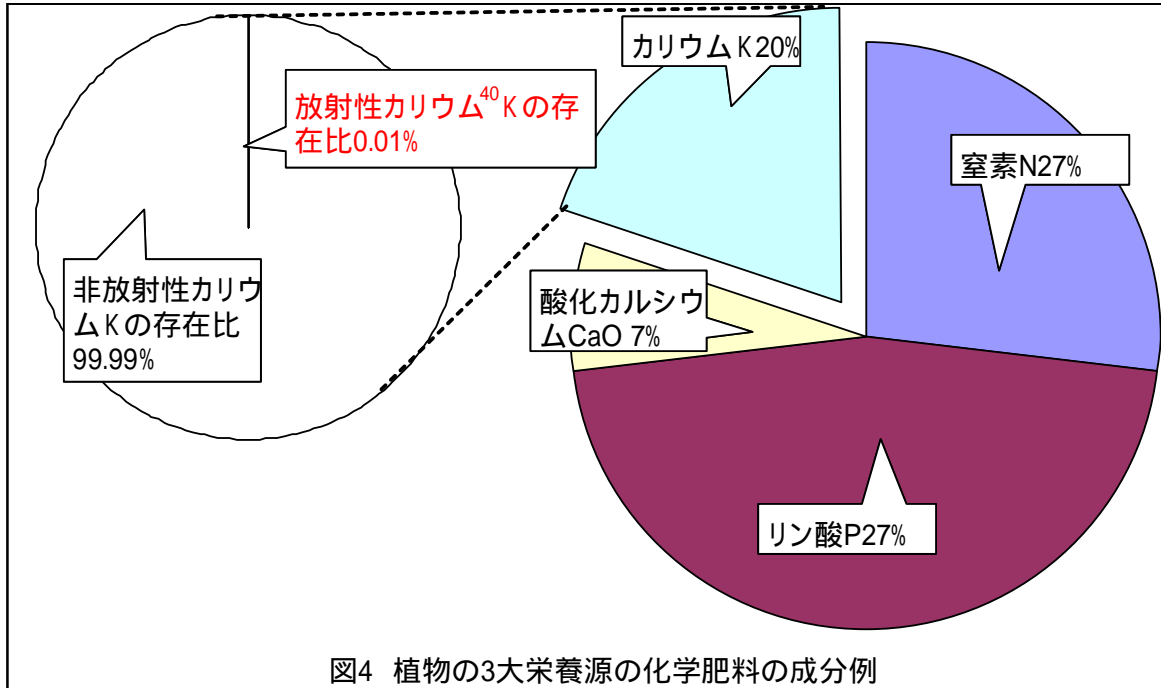 カリウムK20%
放射性カリウム⁴⁰Kの存
在比0.01%
窒素N27%
非放射性カリウ
ムKの存在比
99.99%
酸化カルシウ
ムCaO 7%
リン酸P27%
図4 植物の3大栄養源の化学肥料の成分例